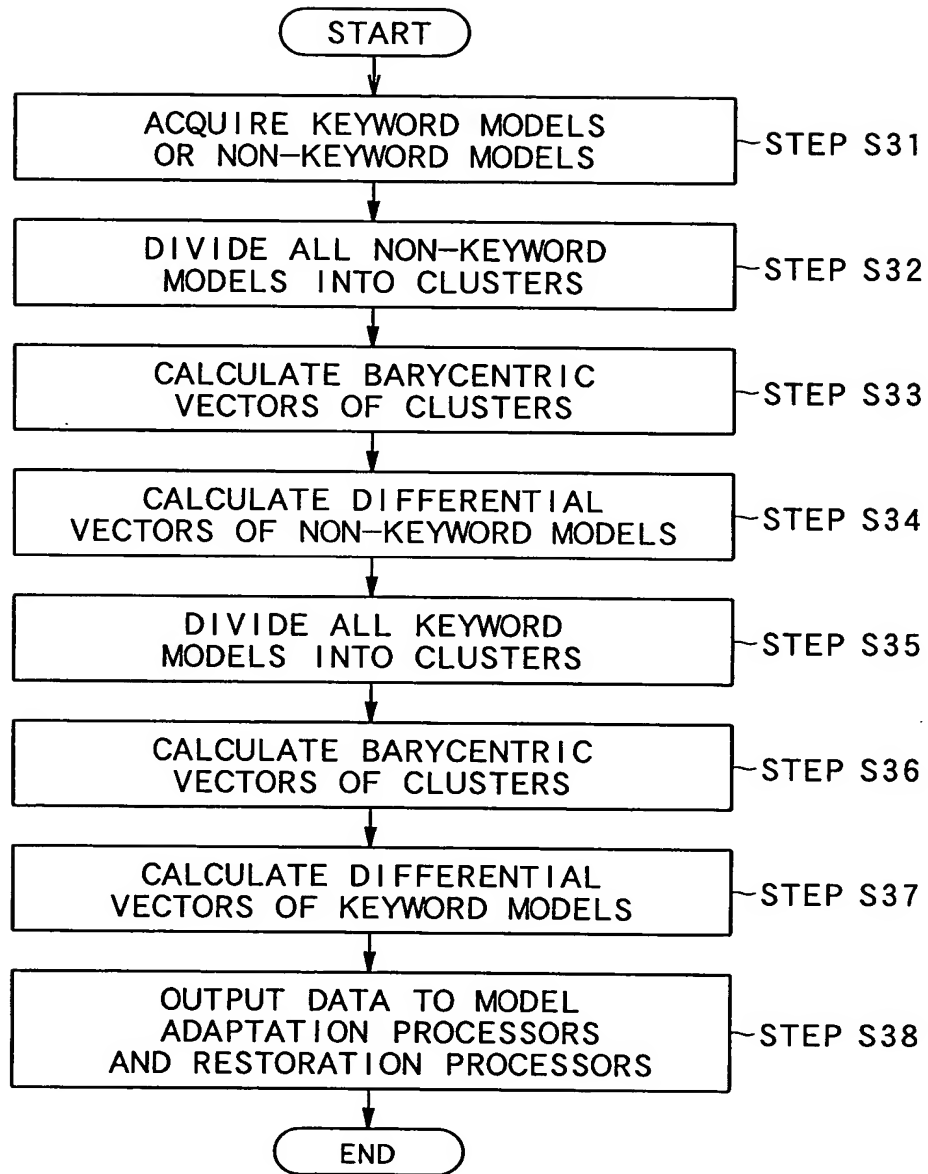 START
ACQUIRE KEYWORD MODELS
OR NON-KEYWORD MODELS
STEP S31
DIVIDE ALL NON-KEYWORD
MODELS INTO CLUSTERS
STEP S32
CALCULATE BARYCENTRIC
VECTORS OF CLUSTERS
STEP S33
CALCULATE DIFFERENTIAL
VECTORS OF NON-KEYWORD MODELS
STEP S34
DIVIDE ALL KEYWORD
MODELS INTO CLUSTERS
STEP S35
CALCULATE BARYCENTRIC
VECTORS OF CLUSTERS
STEP S36
CALCULATE DIFFERENTIAL
VECTORS OF KEYWORD MODELS
STEP S37
OUTPUT DATA TO MODEL
ADAPTATION PROCESSORS
AND RESTORATION PROCESSORS
STEP S38
END